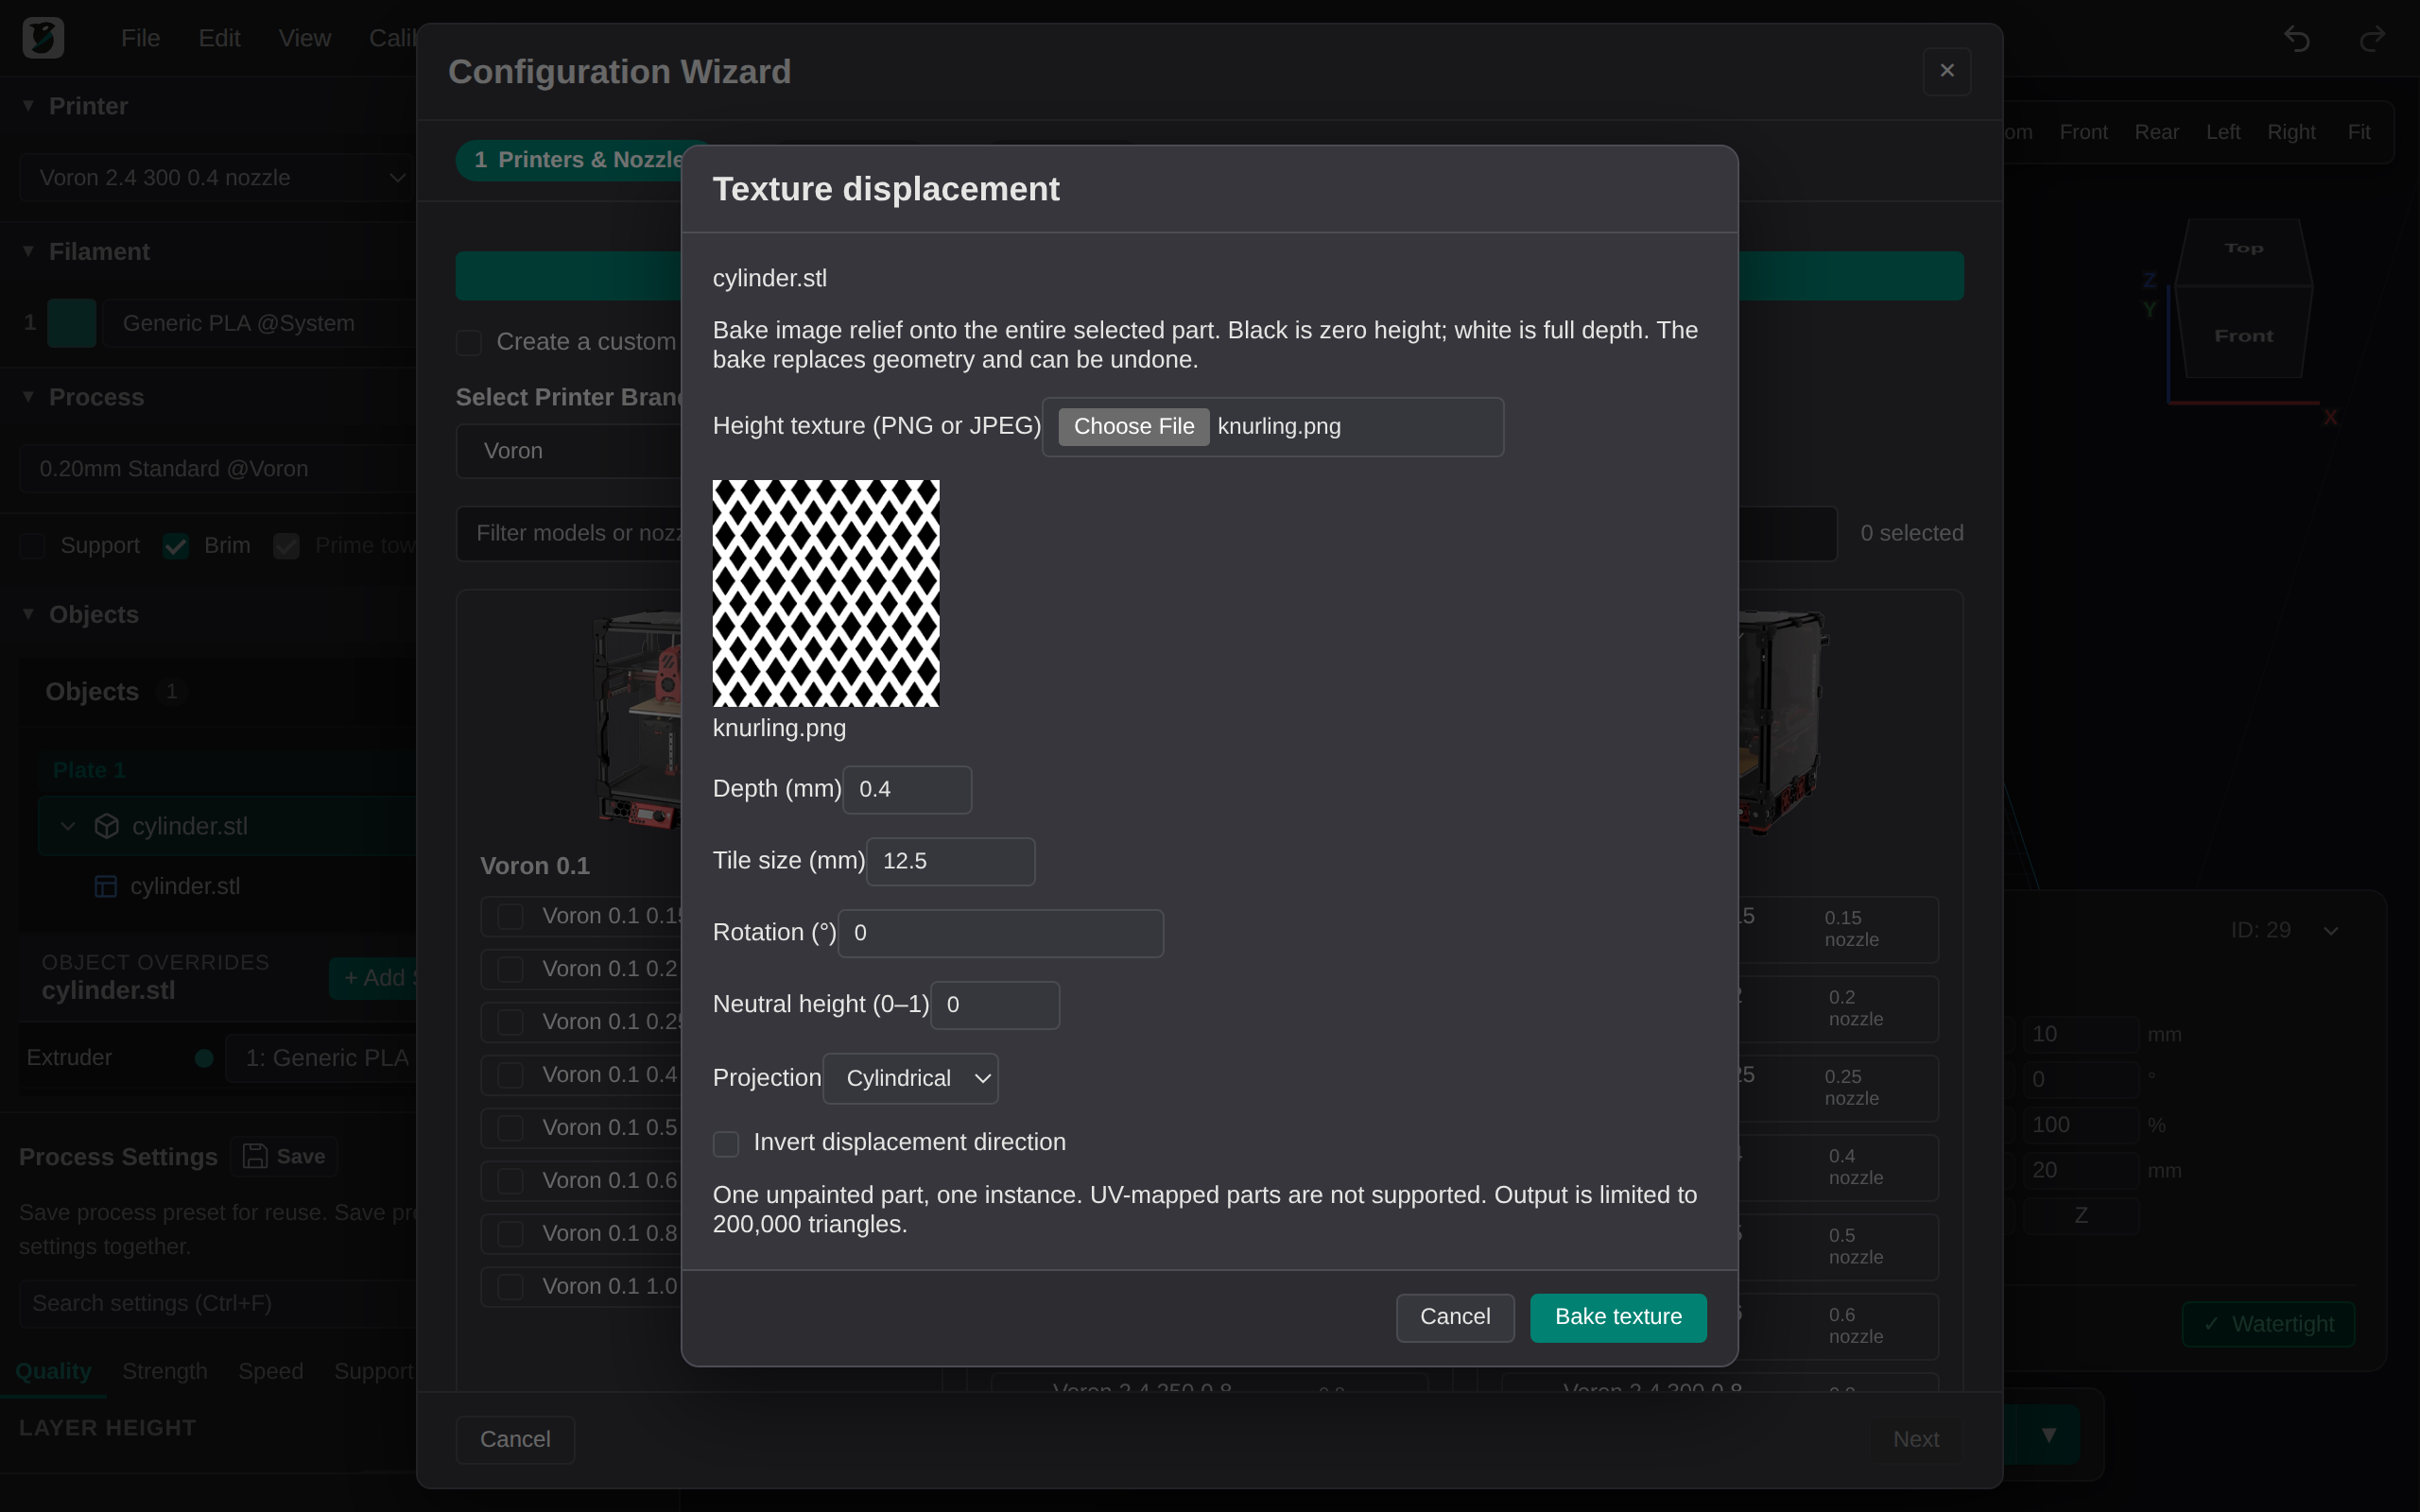 File Edit View
Configuration Wizard
Printer
Voron 2.4 300 0.4 nozzle
Filament
1 Generic PLA @System
Process
0.20mm Standard @Voron
Support Brim Prime
Objects
Objects 1
Plate 1
cylinder.stl
cylinder.stl
OBJECT OVERRIDES
cylinder.stl
+ Add
Extruder 1: Generic PLA
Process Settings Save
Save process preset for reuse. Save
settings together.
Search settings (Ctrl+F)
Quality Strength Speed Support
LAYER HEIGHT
1 Printers & Nozzle
Create a custom
Select Printer
Voron
Filter models or
0 selected
Voron 0.1
Voron 0.1
Voron 0.1 0.2
Voron 0.1
Voron 0.1 0.4
Voron 0.1 0.5
Voron 0.1 0.6
Voron 0.1 0.8
Voron 0.1 1.0
Cancel
Next
Texture displacement
cylinder.stl
Bake image relief onto the entire selected part. Black is zero height; white is full depth. The
bake replaces geometry and can be undone.
Height texture (PNG or JPEG) Choose File knurling.png
knurling.png
Depth (mm) 0.4
Tile size (mm) 12.5
Rotation (°) 0
Neutral height (0–1) 0
Projection Cylindrical
Invert displacement direction
One unpainted part, one instance. UV-mapped parts are not supported. Output is limited to
200,000 triangles.
Cancel Bake texture
0.15
nozzle
0.2
nozzle
0.25
nozzle
0.4
nozzle
0.5
nozzle
0.6
nozzle
Front Rear Left Right Fit
Top
Front
Z
Y
X
ID: 29
10 mm
0 °
100 %
20 mm
Z
✓ Watertight